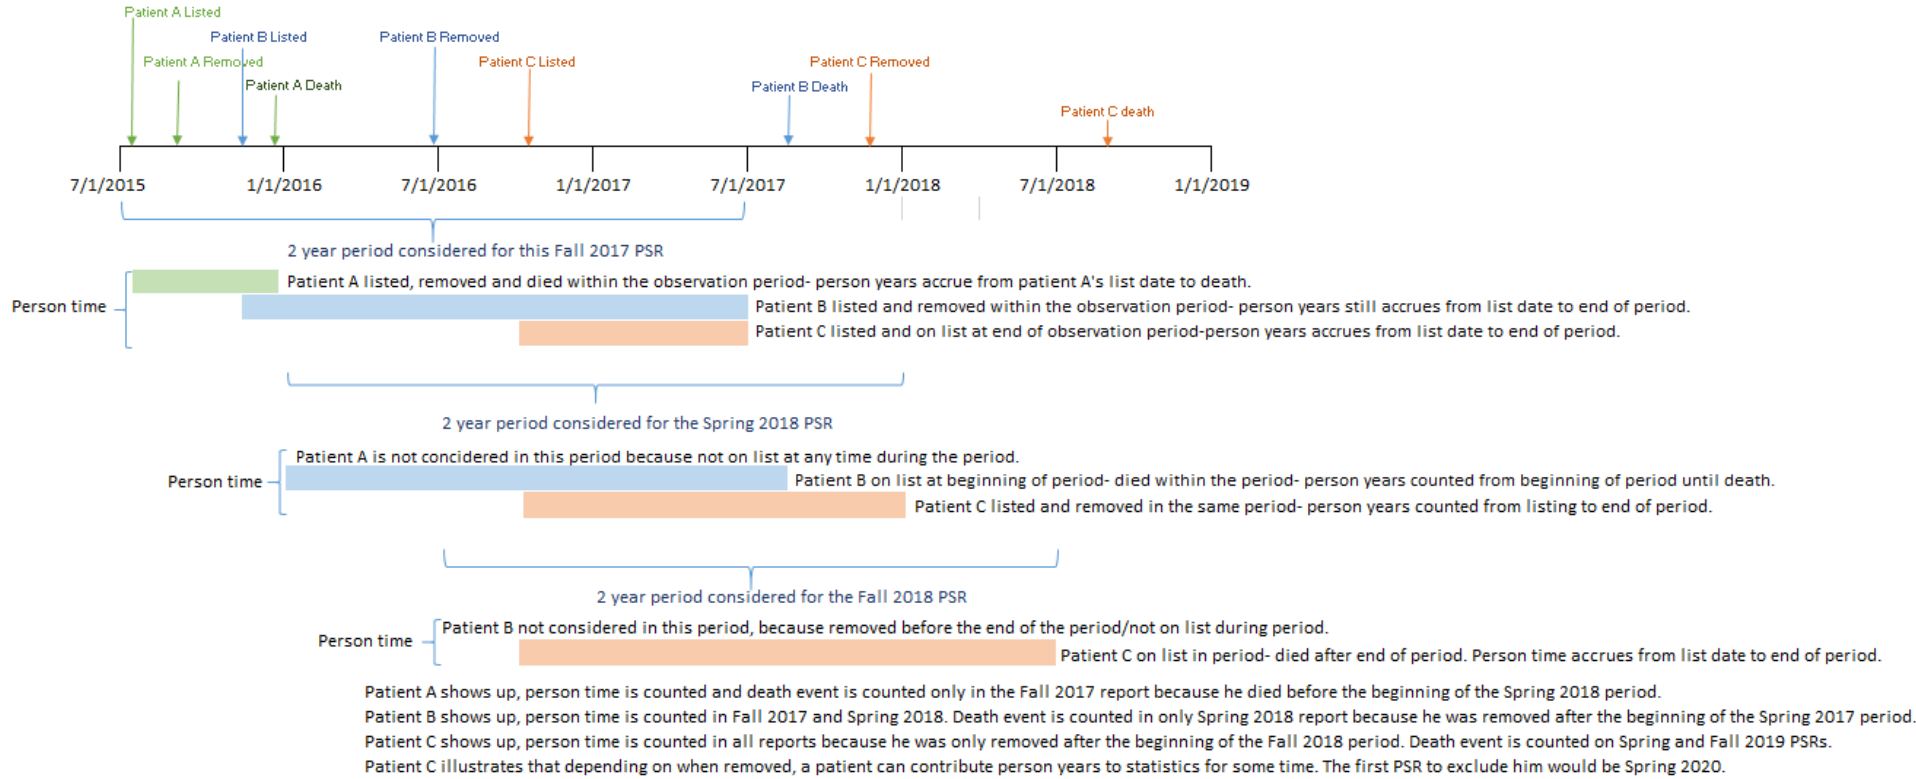 Patient A Listed
Patient B Listed
Patient B Removed
Patient A Removed
Patient C Listed
Patient C Removed
Patient A Death
Patient B Death
Patient C death
7/1/2015
1/1/2016
7/1/2016
1/1/2017
7/1/2017
1/1/2018
7/1/2018
1/1/2019
2 year period considered for this Fall 2017 PSR
Patient A listed, removed and died within the observation period- person years accrue from patient A's list date to death.
Person time
Patient B listed and removed within the observation period- person years still accrues from list date to end of period.
Patient C listed and on list at end of observation period-person years accrues from list date to end of period.
2 year period considered for the Spring 2018 PSR
Patient A is not concidered in this period because not on list at any time during the period.
Person time
Patient B on list at beginning of period- died within the period- person years counted from beginning of period until death.
Patient C listed and removed in the same period- person years counted from listing to end of period.
2 year period considered for the Fall 2018 PSR
Patient B not considered in this period, because removed before the end of the period/not on list during period.
Person time
Patient C on list in period- died after end of period. Person time accrues from list date to end of period.
Patient A shows up, person time is counted and death event is counted only in the Fall 2017 report because he died before the beginning of the Spring 2018 period.
Patient B shows up, person time is counted in Fall 2017 and Spring 2018. Death event is counted in only Spring 2018 report because he was removed after the beginning of the Spring 2017 period.
Patient C shows up, person time is counted in all reports because he was only removed after the beginning of the Fall 2018 period. Death event is counted on Spring and Fall 2019 PSRs.
Patient C illustrates that depending on when removed, a patient can contribute person years to statistics for some time. The first PSR to exclude him would be Spring 2020.